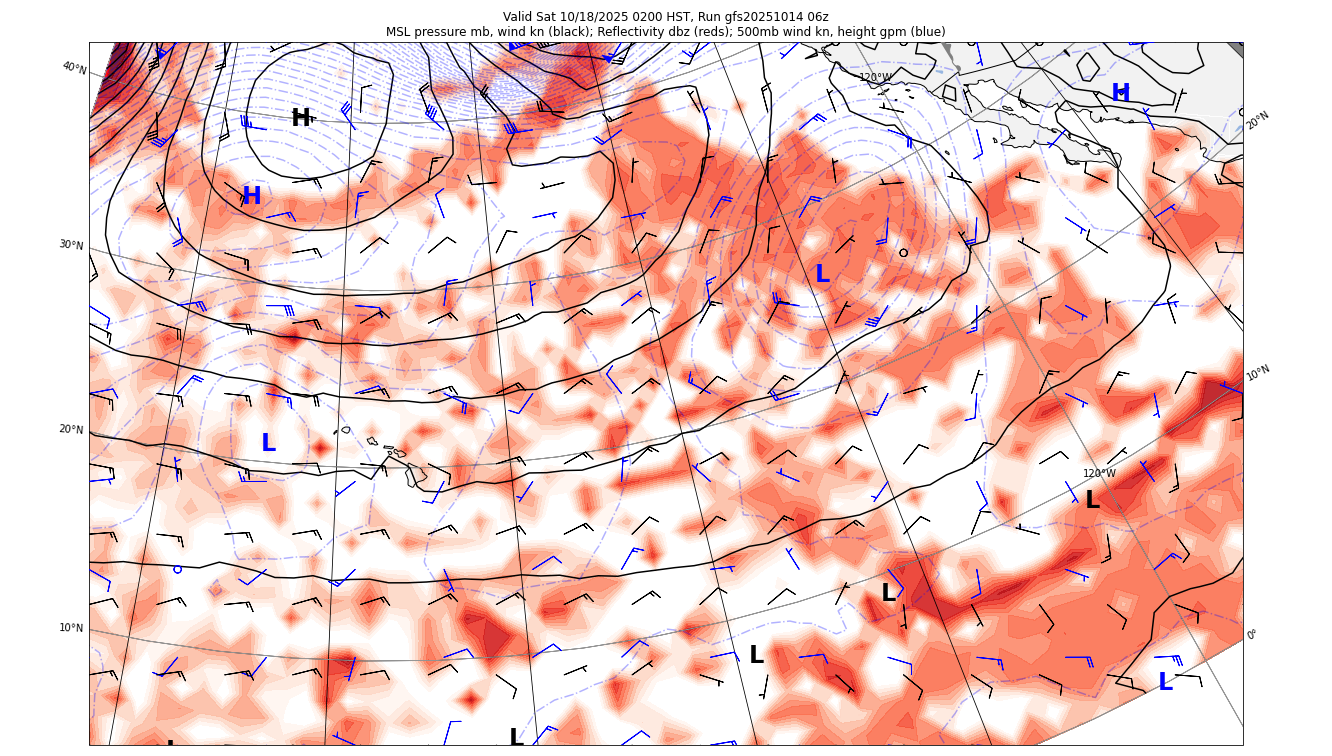 Valid Sat 10/18/2025 0200 HST, Run gfs20251014 06z
MSL pressure mb, wind kn (black); Reflectivity dbz (reds); 500mb wind kn, height gpm (blue)
40°N
120°W
H
H
20°N
H
30°N
L
10°N
20°N
L
120°W
L
L
10°N
0°
L
L
L